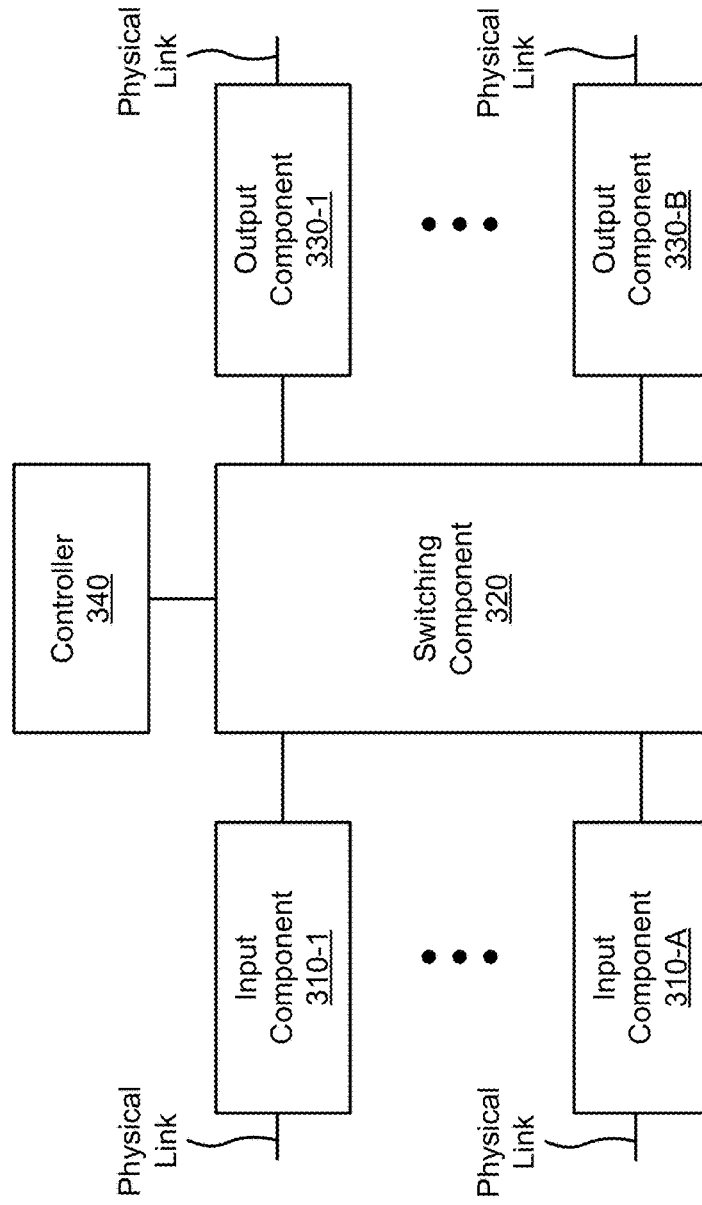 Controller
340
Physical
Link
Input
Component
310-1
Output
Component
330-1
Physical
Link
Switching
Component
320
Physical
Link
Input
Component
310-A
Output
Component
330-B
Physical
Link